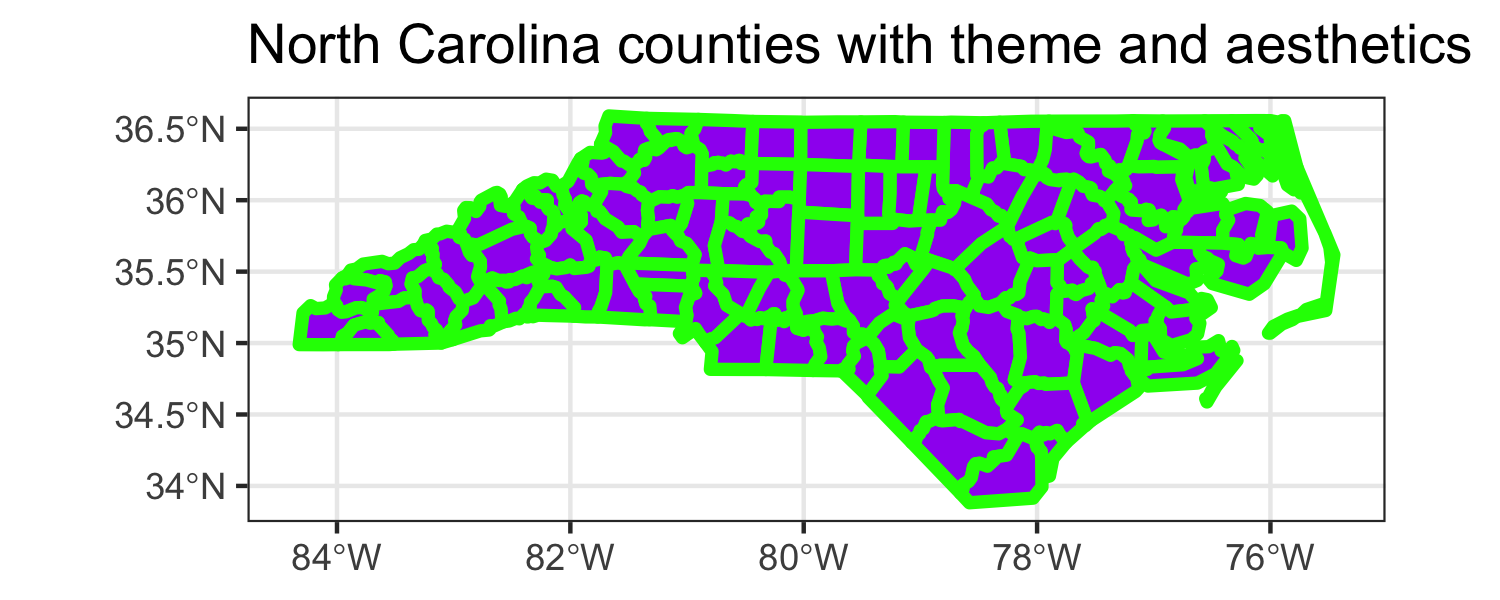 North Carolina counties with theme and aesthetics
36.5°N
36°N
35.5°N
35°N
34.5°N
34°N
84°W 82°W 80°W 78°W 76°W